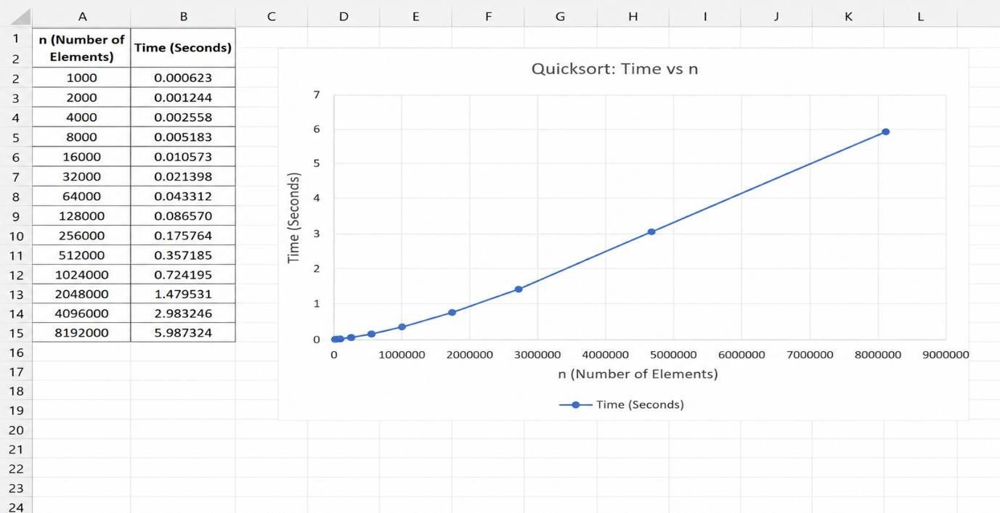 A B C D E F G H I J K L
1 n (Number of Time (Seconds)
2 Elements)
2 1000 0.000623
3 2000 0.001244
4 4000 0.002558
5 8000 0.005183
6 16000 0.010573
7 32000 0.021398
8 64000 0.043312
9 128000 0.086570
10 256000 0.175764
11 512000 0.357185
12 1024000 0.724195
13 2048000 1.479531
14 4096000 2.983246
15 8192000 5.987324
16
17
18
19
20
21
22
23
24
Quicksort: Time vs n
7
6
5
4
3
2
1
0
Time (Seconds)
0 1000000 2000000 3000000 4000000 5000000 6000000 7000000 8000000 9000000
n (Number of Elements)
Time (Seconds)